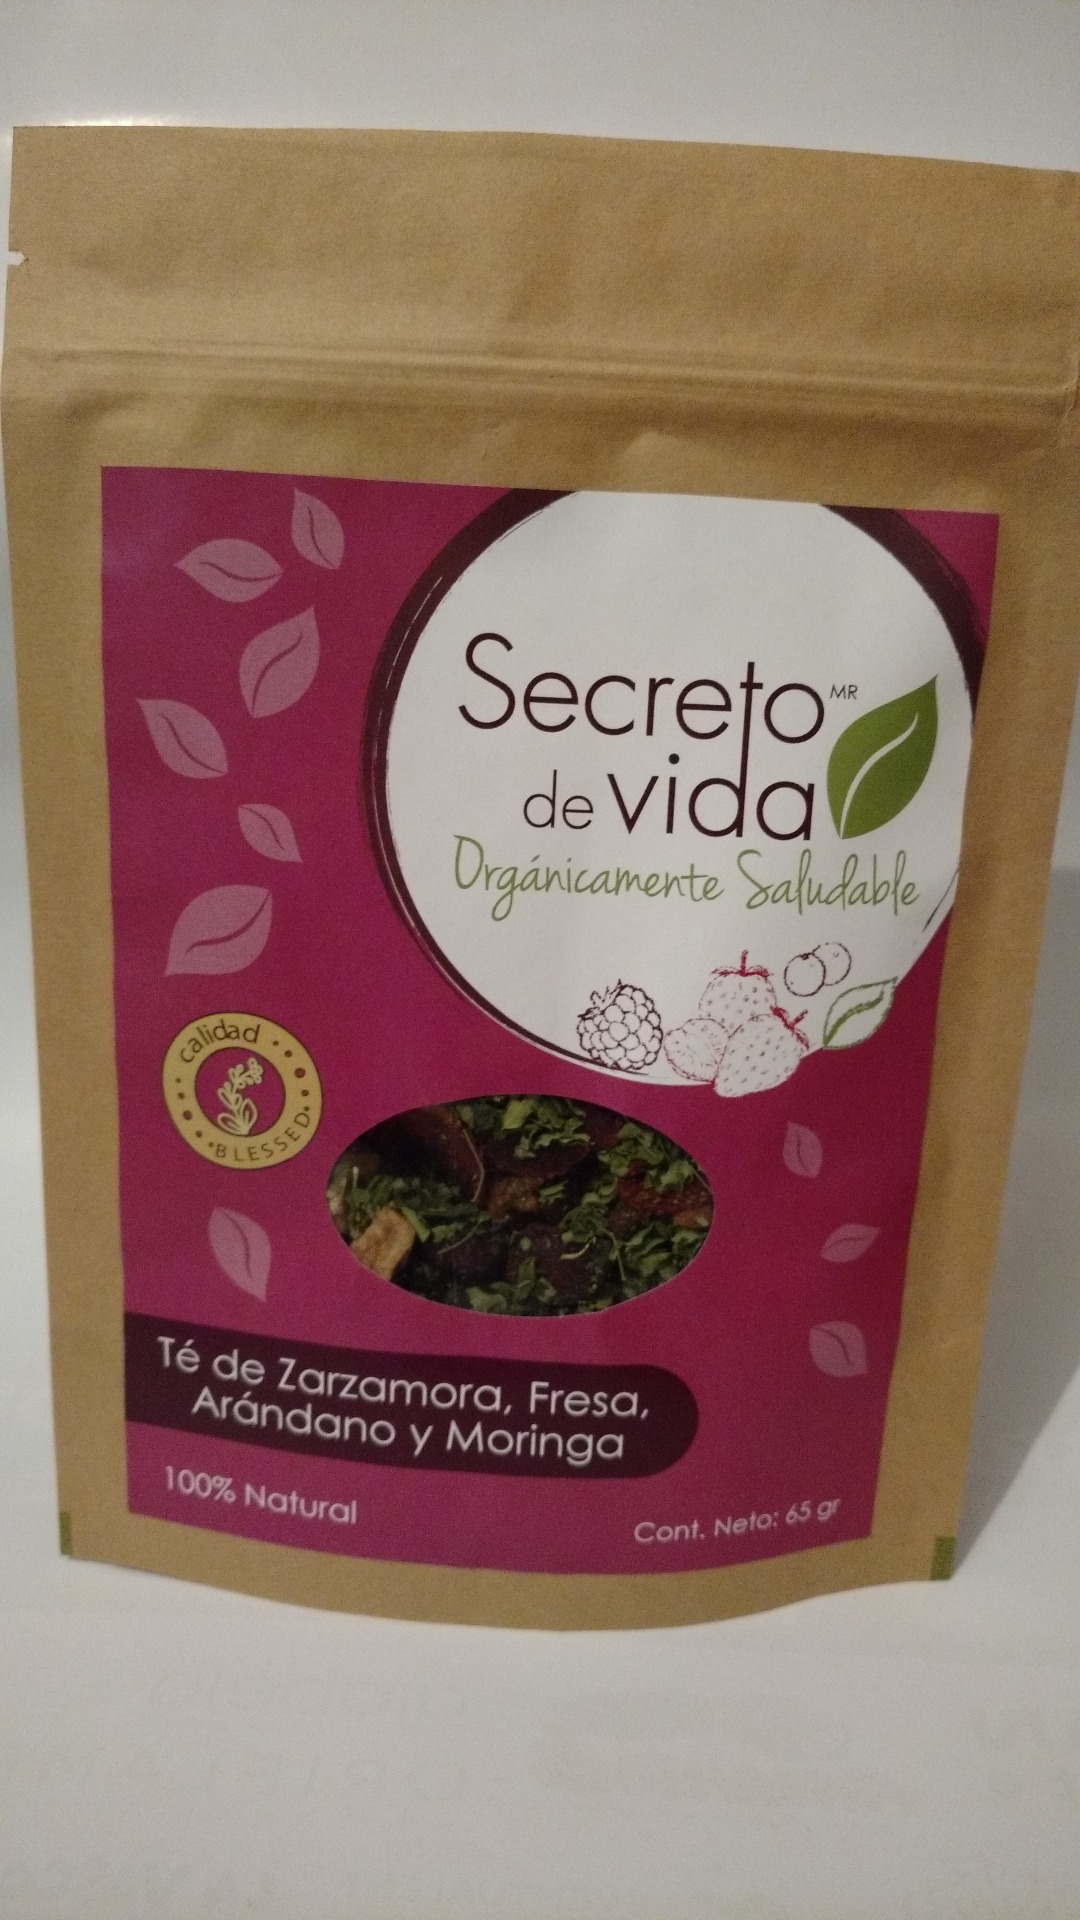 Secreto MR
de vida
Orgánicamente Saludable
calidad
BLESSED
Té de Zarzamora, Fresa,
Arándano y Moringa
100% Natural
Cont. Neto: 65 gr